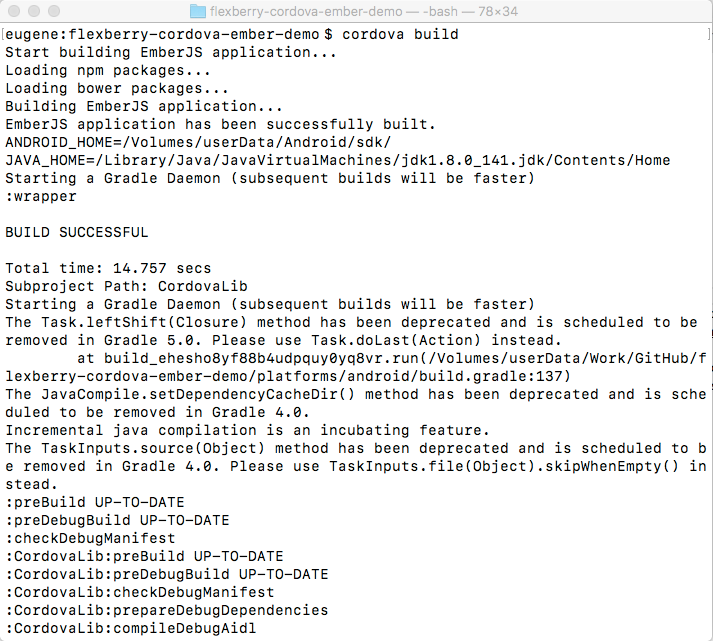 flexberry-cordova-ember-demo — -bash — 78×34
[eugene:flexberry-cordova-ember-demo$ cordova build ]
Start building EmberJS application...
Loading npm packages...
Loading bower packages...
Building EmberJS application...
EmberJS application has been successfully built.
ANDROID_HOME=/Volumes/userData/Android/sdk/
JAVA_HOME=/Library/Java/JavaVirtualMachines/jdk1.8.0_141.jdk/Contents/Home
Starting a Gradle Daemon (subsequent builds will be faster)
:wrapper
BUILD SUCCESSFUL
Total time: 14.757 secs
Subproject Path: CordovaLib
Starting a Gradle Daemon (subsequent builds will be faster)
The Task.leftShift(Closure) method has been deprecated and is scheduled to be
removed in Gradle 5.0. Please use Task.doLast(Action) instead.
at build_ehesho8yf88b4udpquy0yq8vr.run(/Volumes/userData/Work/GitHub/f
lexberry-cordova-ember-demo/platforms/android/build.gradle:137)
The JavaCompile.setDependencyCacheDir() method has been deprecated and is sche
duled to be removed in Gradle 4.0.
Incremental java compilation is an incubating feature.
The TaskInputs.source(Object) method has been deprecated and is scheduled to b
e removed in Gradle 4.0. Please use TaskInputs.file(Object).skipWhenEmpty() in
stead.
:preBuild UP-TO-DATE
:preDebugBuild UP-TO-DATE
:checkDebugManifest
:CordovaLib:preBuild UP-TO-DATE
:CordovaLib:preDebugBuild UP-TO-DATE
:CordovaLib:checkDebugManifest
:CordovaLib:prepareDebugDependencies
:CordovaLib:compileDebugAidl